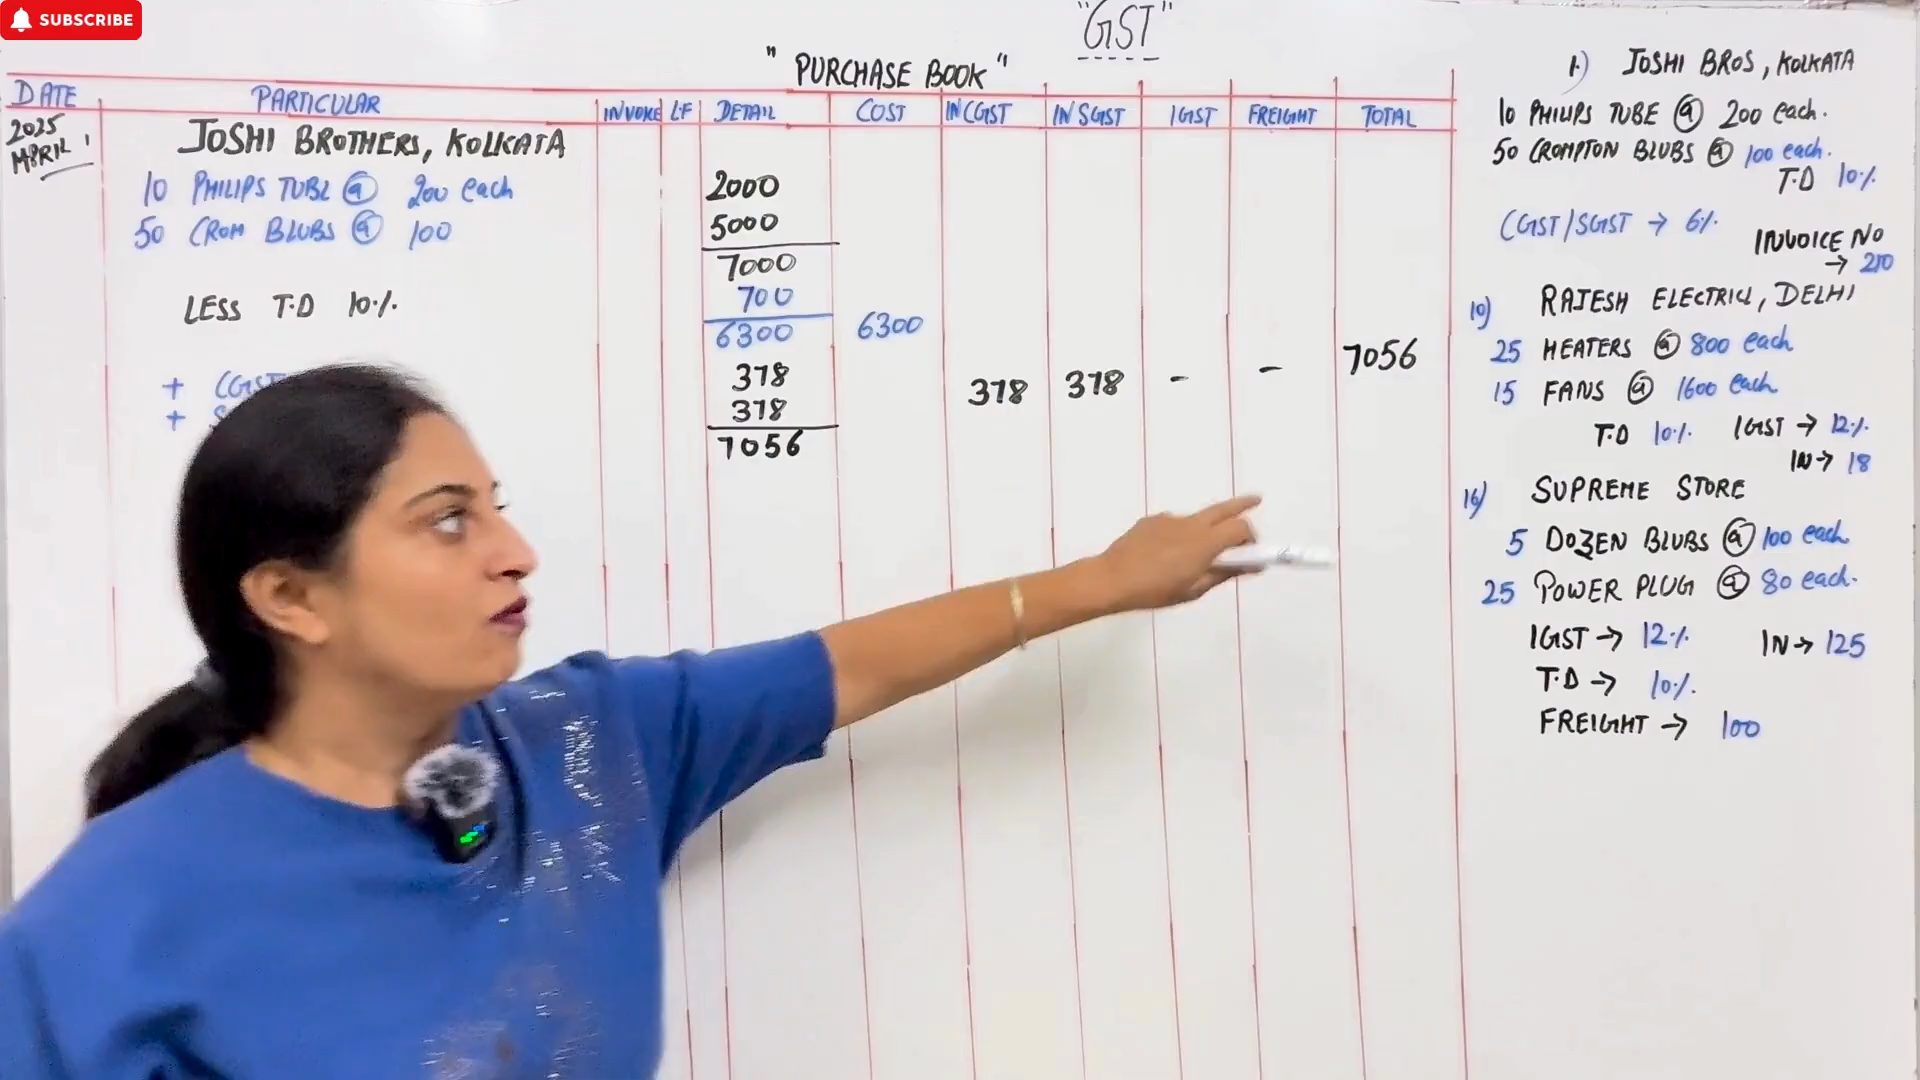 SUBSCRIBE
"GST"
"PURCHASE BOOK"
DATE PARTICULAR INVOICE LF DETAIL COST IN CGST IN SGST IGST FREIGHT TOTAL
2025
APRIL 1
JOSHI BROTHERS, KOLKATA
10 PHILIPS TUBE @ 200 each 2000
50 CROM BLUBS @ 100 5000
7000
LESS T.D 10% 700
6300 6300
+ CGST 378 378 378 - - 7056
+ 378
7056
1) JOSHI BROS, KOLKATA
10 PHILIPS TUBE @ 200 each.
50 CROMPTON BLUBS @ 100 each.
T.D 10%
CGST/SGST → 6%
INVOICE NO
→ 210
10) RAJESH ELECTRICL, DELHI
25 HEATERS @ 800 each
15 FANS @ 1600 each
T.D 10% IGST → 12%
IN → 18
16) SUPREME STORE
5 DOZEN BLUBS @ 100 each
25 POWER PLUG @ 80 each.
IGST → 12% IN → 125
T.D → 10%.
FREIGHT → 100